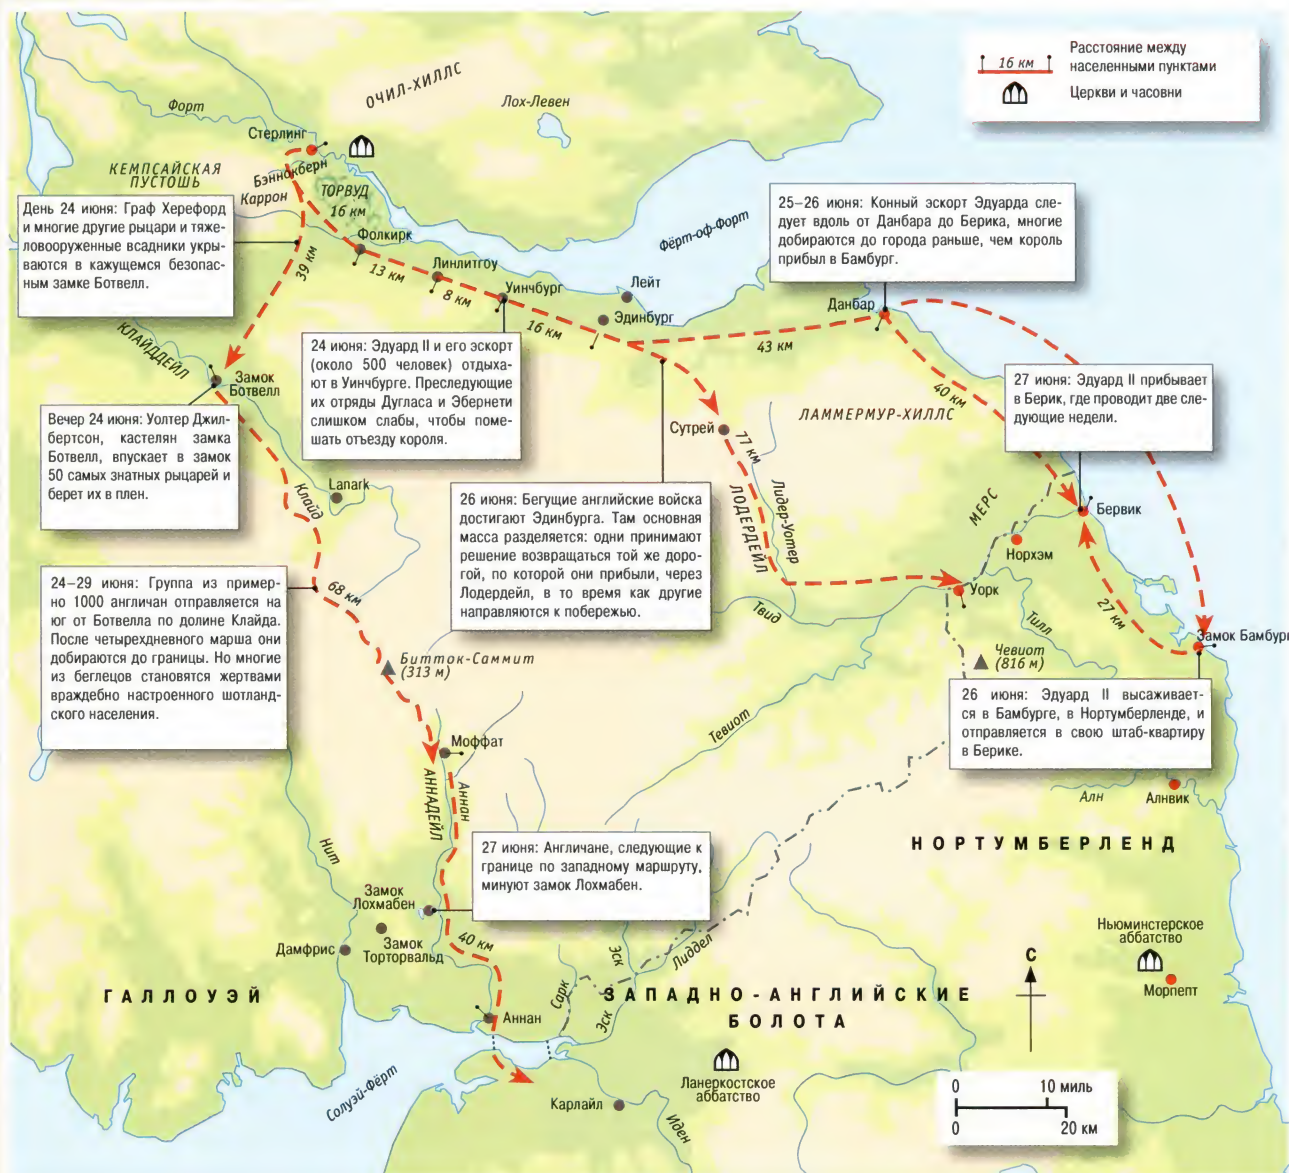 16 км
Расстояние между
населенными пунктами
Церкви и часовни
Форт
ОЧИЛ-ХИЛЛС
Лох-Левен
Стерлинг
КЕМПСАЙСКАЯ
ПУСТОШЬ
Бэннокберн
Каррон
ТОРВУД
16 км
Фолкирк
День 24 июня: Граф Херефорд
и многие другие рыцари и тяже-
ловооруженные всадники укры-
ваются в кажущемся безопас-
ным замке Ботвелл.
39 км
13 км
Линлитгоу
8 км
Уинчбург
16 км
Лейт
Эдинбург
Фёрт-оф-Форт
25–26 июня: Конный эскорт Эдуарда сле-
дует вдоль от Данбара до Берика, многие
добираются до города раньше, чем король
прибыл в Бамбург.
Данбар
43 км
40 км
КЛАЙДДЕЙЛ
Замок
Ботвелл
24 июня: Эдуард II и его эскорт
(около 500 человек) отдыха-
ют в Уинчбурге. Преследующие
их отряды Дугласа и Эбернети
слишком слабы, чтобы поме-
шать отъезду короля.
27 июня: Эдуард II прибывает
в Берик, где проводит две сле-
дующие недели.
ЛАММЕРМУР-ХИЛЛС
Сутрей
77 км
ЛОДЕРДЕЙЛ
Лидер-Уотер
Вечер 24 июня: Уолтер Джил-
бертсон, кастелян замка
Ботвелл, впускает в замок
50 самых знатных рыцарей и
берет их в плен.
Lanark
Клайд
26 июня: Бегущие английские войска
достигают Эдинбурга. Там основная
масса разделяется: одни принимают
решение возвращаться той же доро-
гой, по которой они прибыли, через
Лодердейл, в то время как другие
направляются к побережью.
МЕРС
Бервик
Норхэм
Уорк
Твид
Тилл
27 км
Замок Бамбург
Чевиот
(816 м)
24–29 июня: Группа из пример-
но 1000 англичан отправляется на
юг от Ботвелла по долине Клайда.
После четырехдневного марша они
добираются до границы. Но многие
из беглецов становятся жертвами
враждебно настроенного шотланд-
ского населения.
68 км
Битток-Саммит
(313 м)
26 июня: Эдуард II высаживает-
ся в Бамбурге, в Нортумберленде, и
отправляется в свою штаб-квартиру
в Берике.
Тевиот
Моффат
АННАДЕЙЛ
Аннан
Алн
Алнвик
НОРТУМБЕРЛЕНД
27 июня: Англичане, следующие к
границе по западному маршруту,
минуют замок Лохмабен.
Нит
Замок
Лохмабен
Замок
Торторвальд
Дамфрис
40 км
Эск
Лиддел
Ньюминстерское
аббатство
Морпепт
С
ГАЛЛОУЭЙ
Сарк
Эск
ЗАПАДНО-АНГЛИЙСКИЕ
БОЛОТА
Аннан
Солуэй-Фёрт
Карлайл
Ланеркостское
аббатство
Иден
0 10 миль
0 20 км